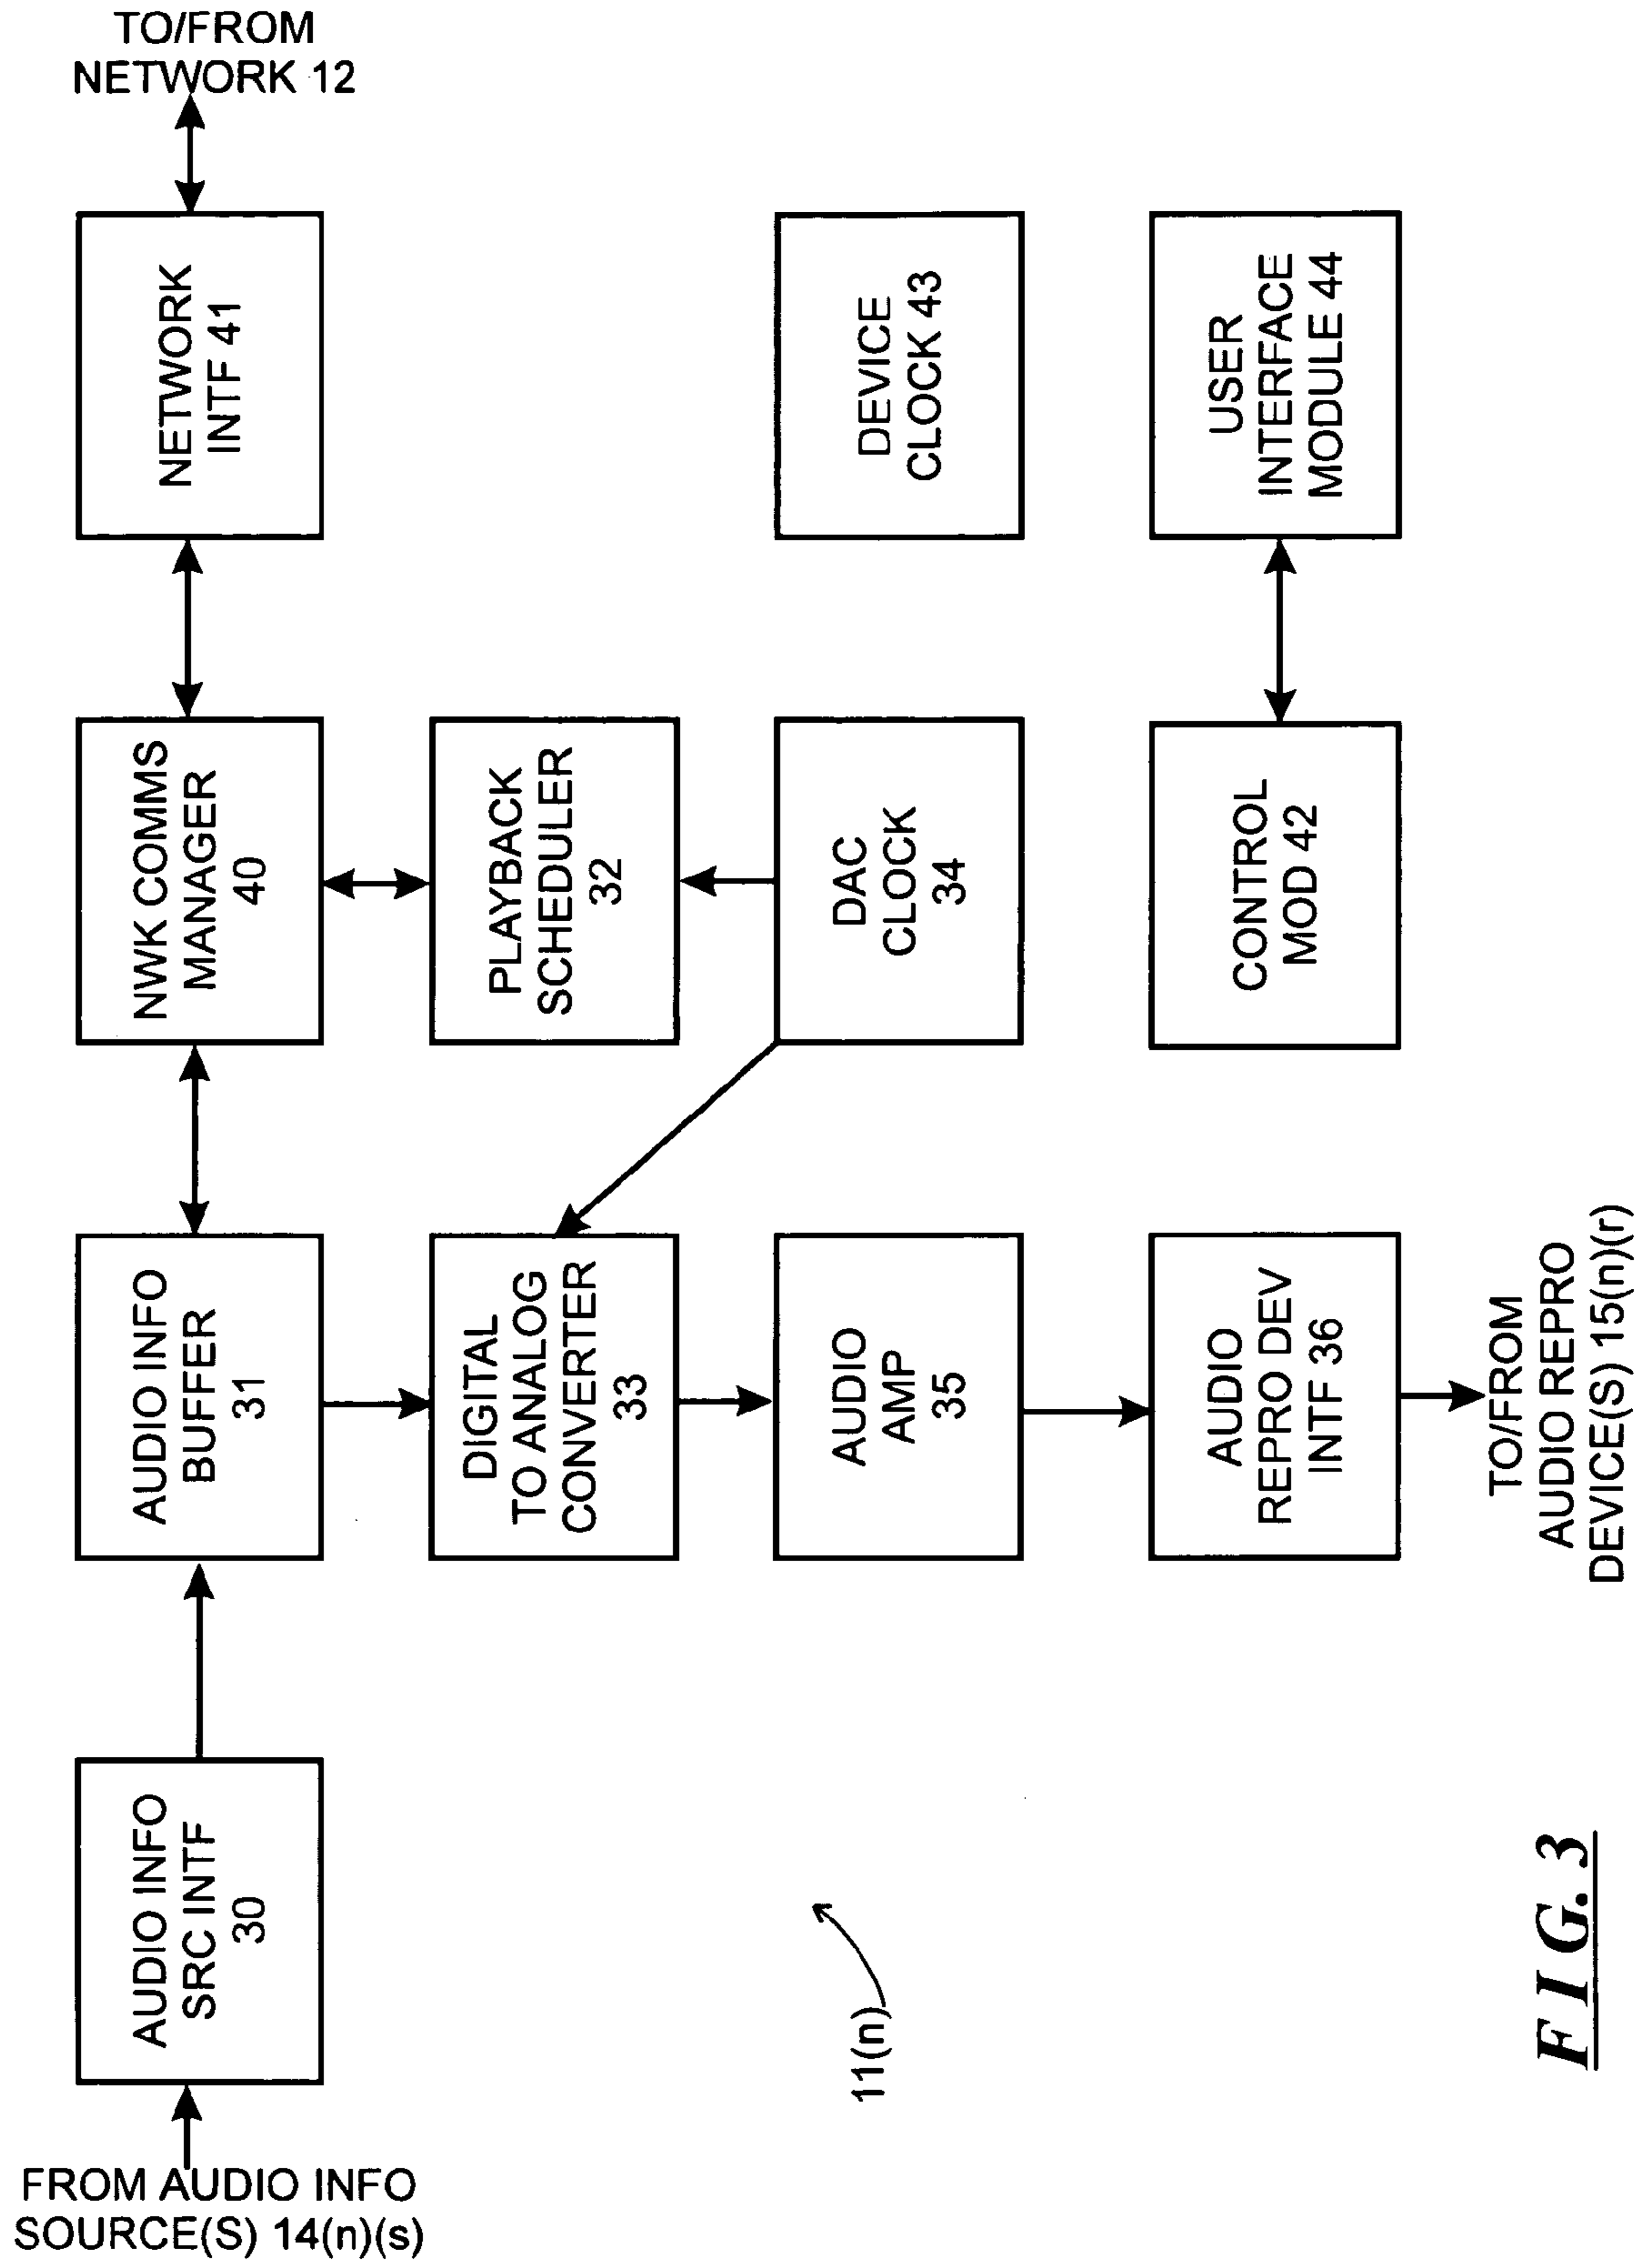 TO/FROM
NETWORK 12
NETWORK
INTF 41
DEVICE
CLOCK 43
USER
INTERFACE
MODULE 44
NWK COMMS
MANAGER
40
PLAYBACK
SCHEDULER
32
DAC
CLOCK
34
CONTROL
MOD 42
AUDIO INFO
BUFFER
31
DIGITAL
TO ANALOG
CONVERTER
33
AUDIO
AMP
35
AUDIO
REPRO DEV
INTF 36
TO/FROM
AUDIO REPRO
DEVICE(S) 15(n)(r)
AUDIO INFO
SRC INTF
30
11(n)
FROM AUDIO INFO
SOURCE(S) 14(n)(s)
FIG. 3